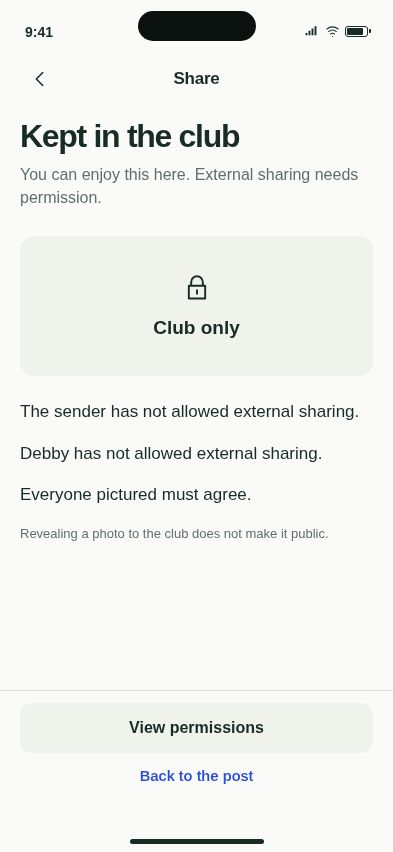 9:41
Share
Kept in the club
You can enjoy this here. External sharing needs
permission.
Club only
The sender has not allowed external sharing.
Debby has not allowed external sharing.
Everyone pictured must agree.
Revealing a photo to the club does not make it public.
View permissions
Back to the post